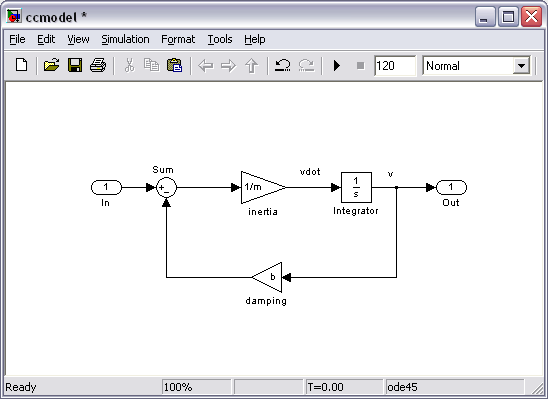 ccmodel *
File Edit View Simulation Format Tools Help
120 Normal
Sum
vdot
v
1
+
-
1/m
1
s
1
In
inertia
Integrator
Out
b
damping
Ready 100% T=0.00 ode45